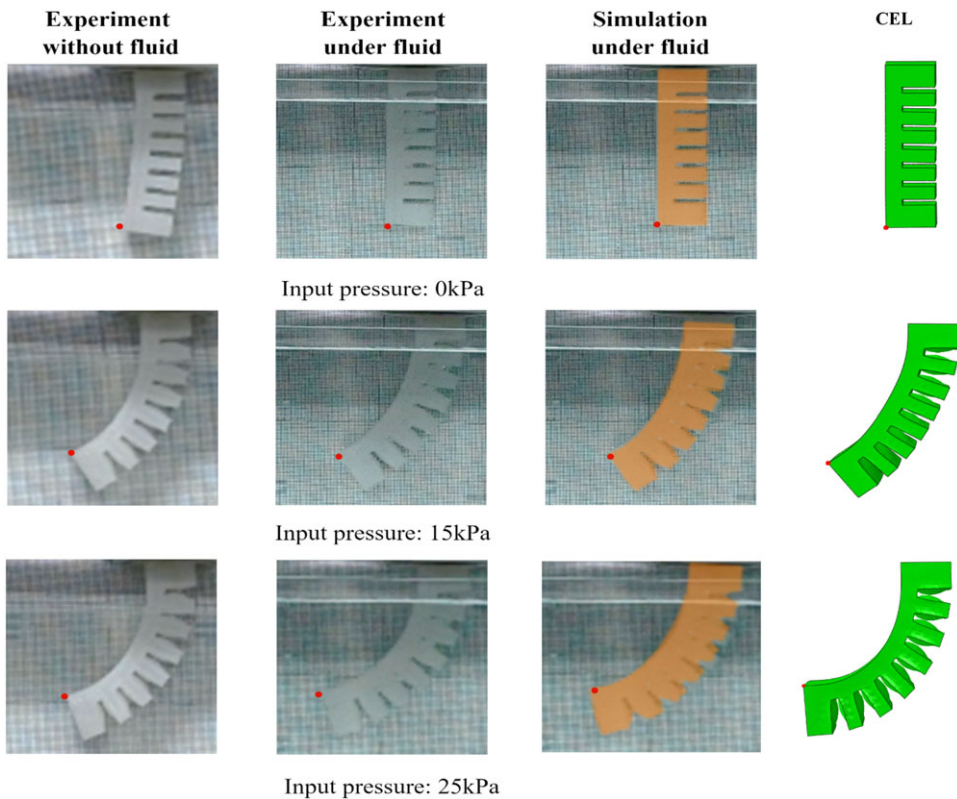 Experiment
without fluid
Experiment
under fluid
Simulation
under fluid
CEL
Input pressure: 0kPa
Input pressure: 15kPa
Input pressure: 25kPa